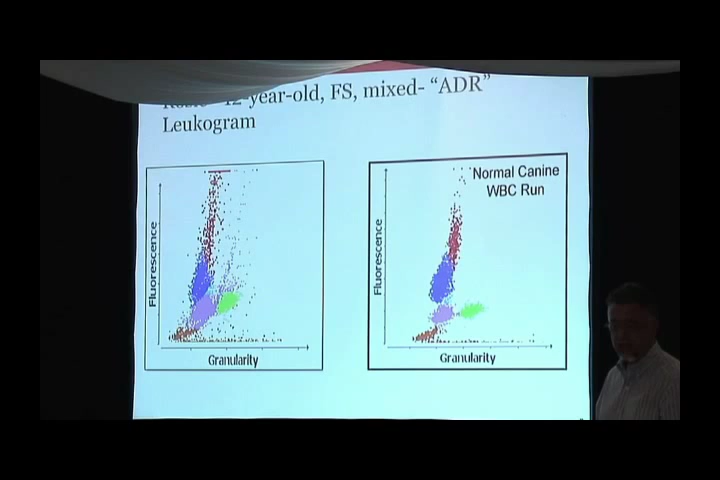 year-old, FS, mixed- “ADR”
Leukogram
Fluorescence
Granularity
Normal Canine
WBC Run
Fluorescence
Granularity